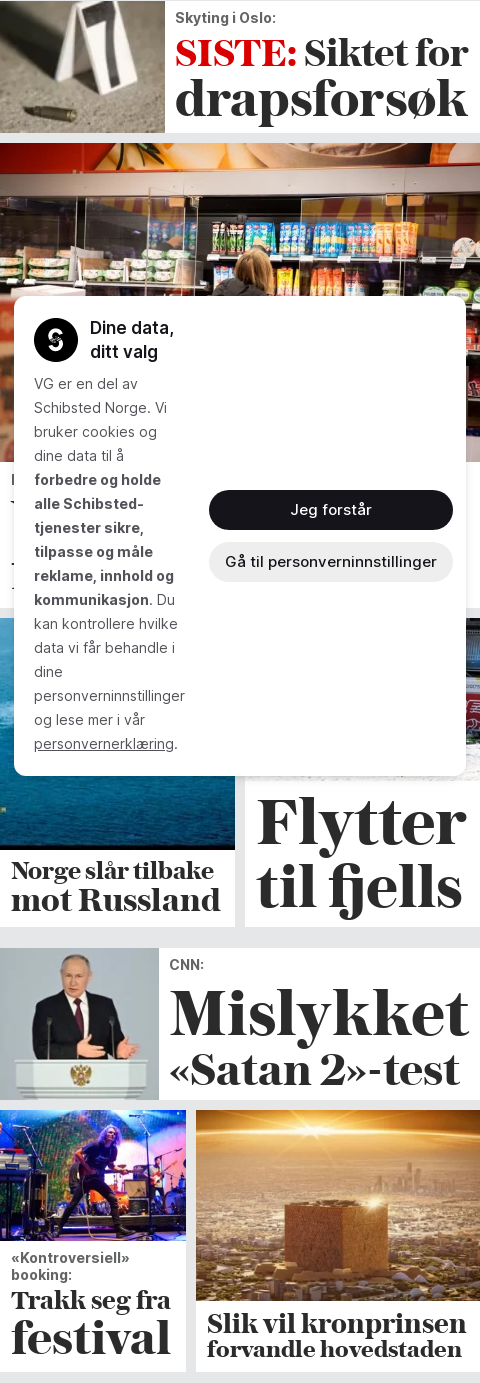 Skyting i Oslo:
SISTE: Siktet for
drapsforsøk
Dine data,
ditt valg
VG er en del av
Schibsted Norge. Vi
bruker cookies og
dine data til å
forbedre og holde
alle Schibsted-
tjenester sikre,
tilpasse og måle
reklame, innhold og
kommunikasjon. Du
kan kontrollere hvilke
data vi får behandle i
dine
personverninnstillinger
og lese mer i vår
personvernerklæring.
Jeg forstår
Gå til personverninnstillinger
Norge slår tilbake
mot Russland
Flytter
til fjells
CNN:
Mislykket
«Satan 2»-test
«Kontroversiell»
booking:
Trakk seg fra
festival
Slik vil kronprinsen
forvandle hovedstaden